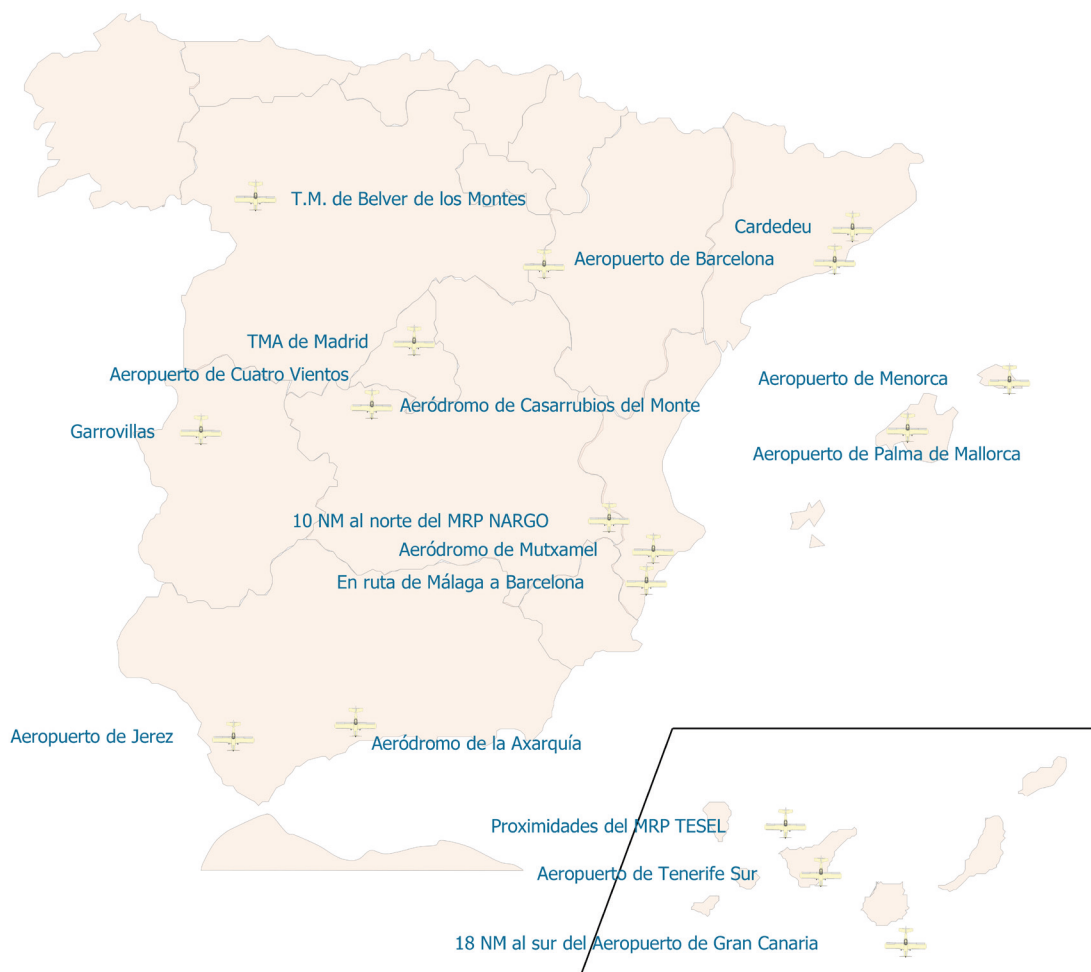 T.M. de Belver de los Montes
Cardedeu
Aeropuerto de Barcelona
TMA de Madrid
Aeropuerto de Cuatro Vientos
Aeropuerto de Menorca
Aeródromo de Casarrubios del Monte
Garrovillas
Aeropuerto de Palma de Mallorca
10 NM al norte del MRP NARGO
Aeródromo de Mutxamel
En ruta de Málaga a Barcelona
Aeropuerto de Jerez
Aeródromo de la Axarquía
Proximidades del MRP TESEL
Aeropuerto de Tenerife Sur
18 NM al sur del Aeropuerto de Gran Canaria